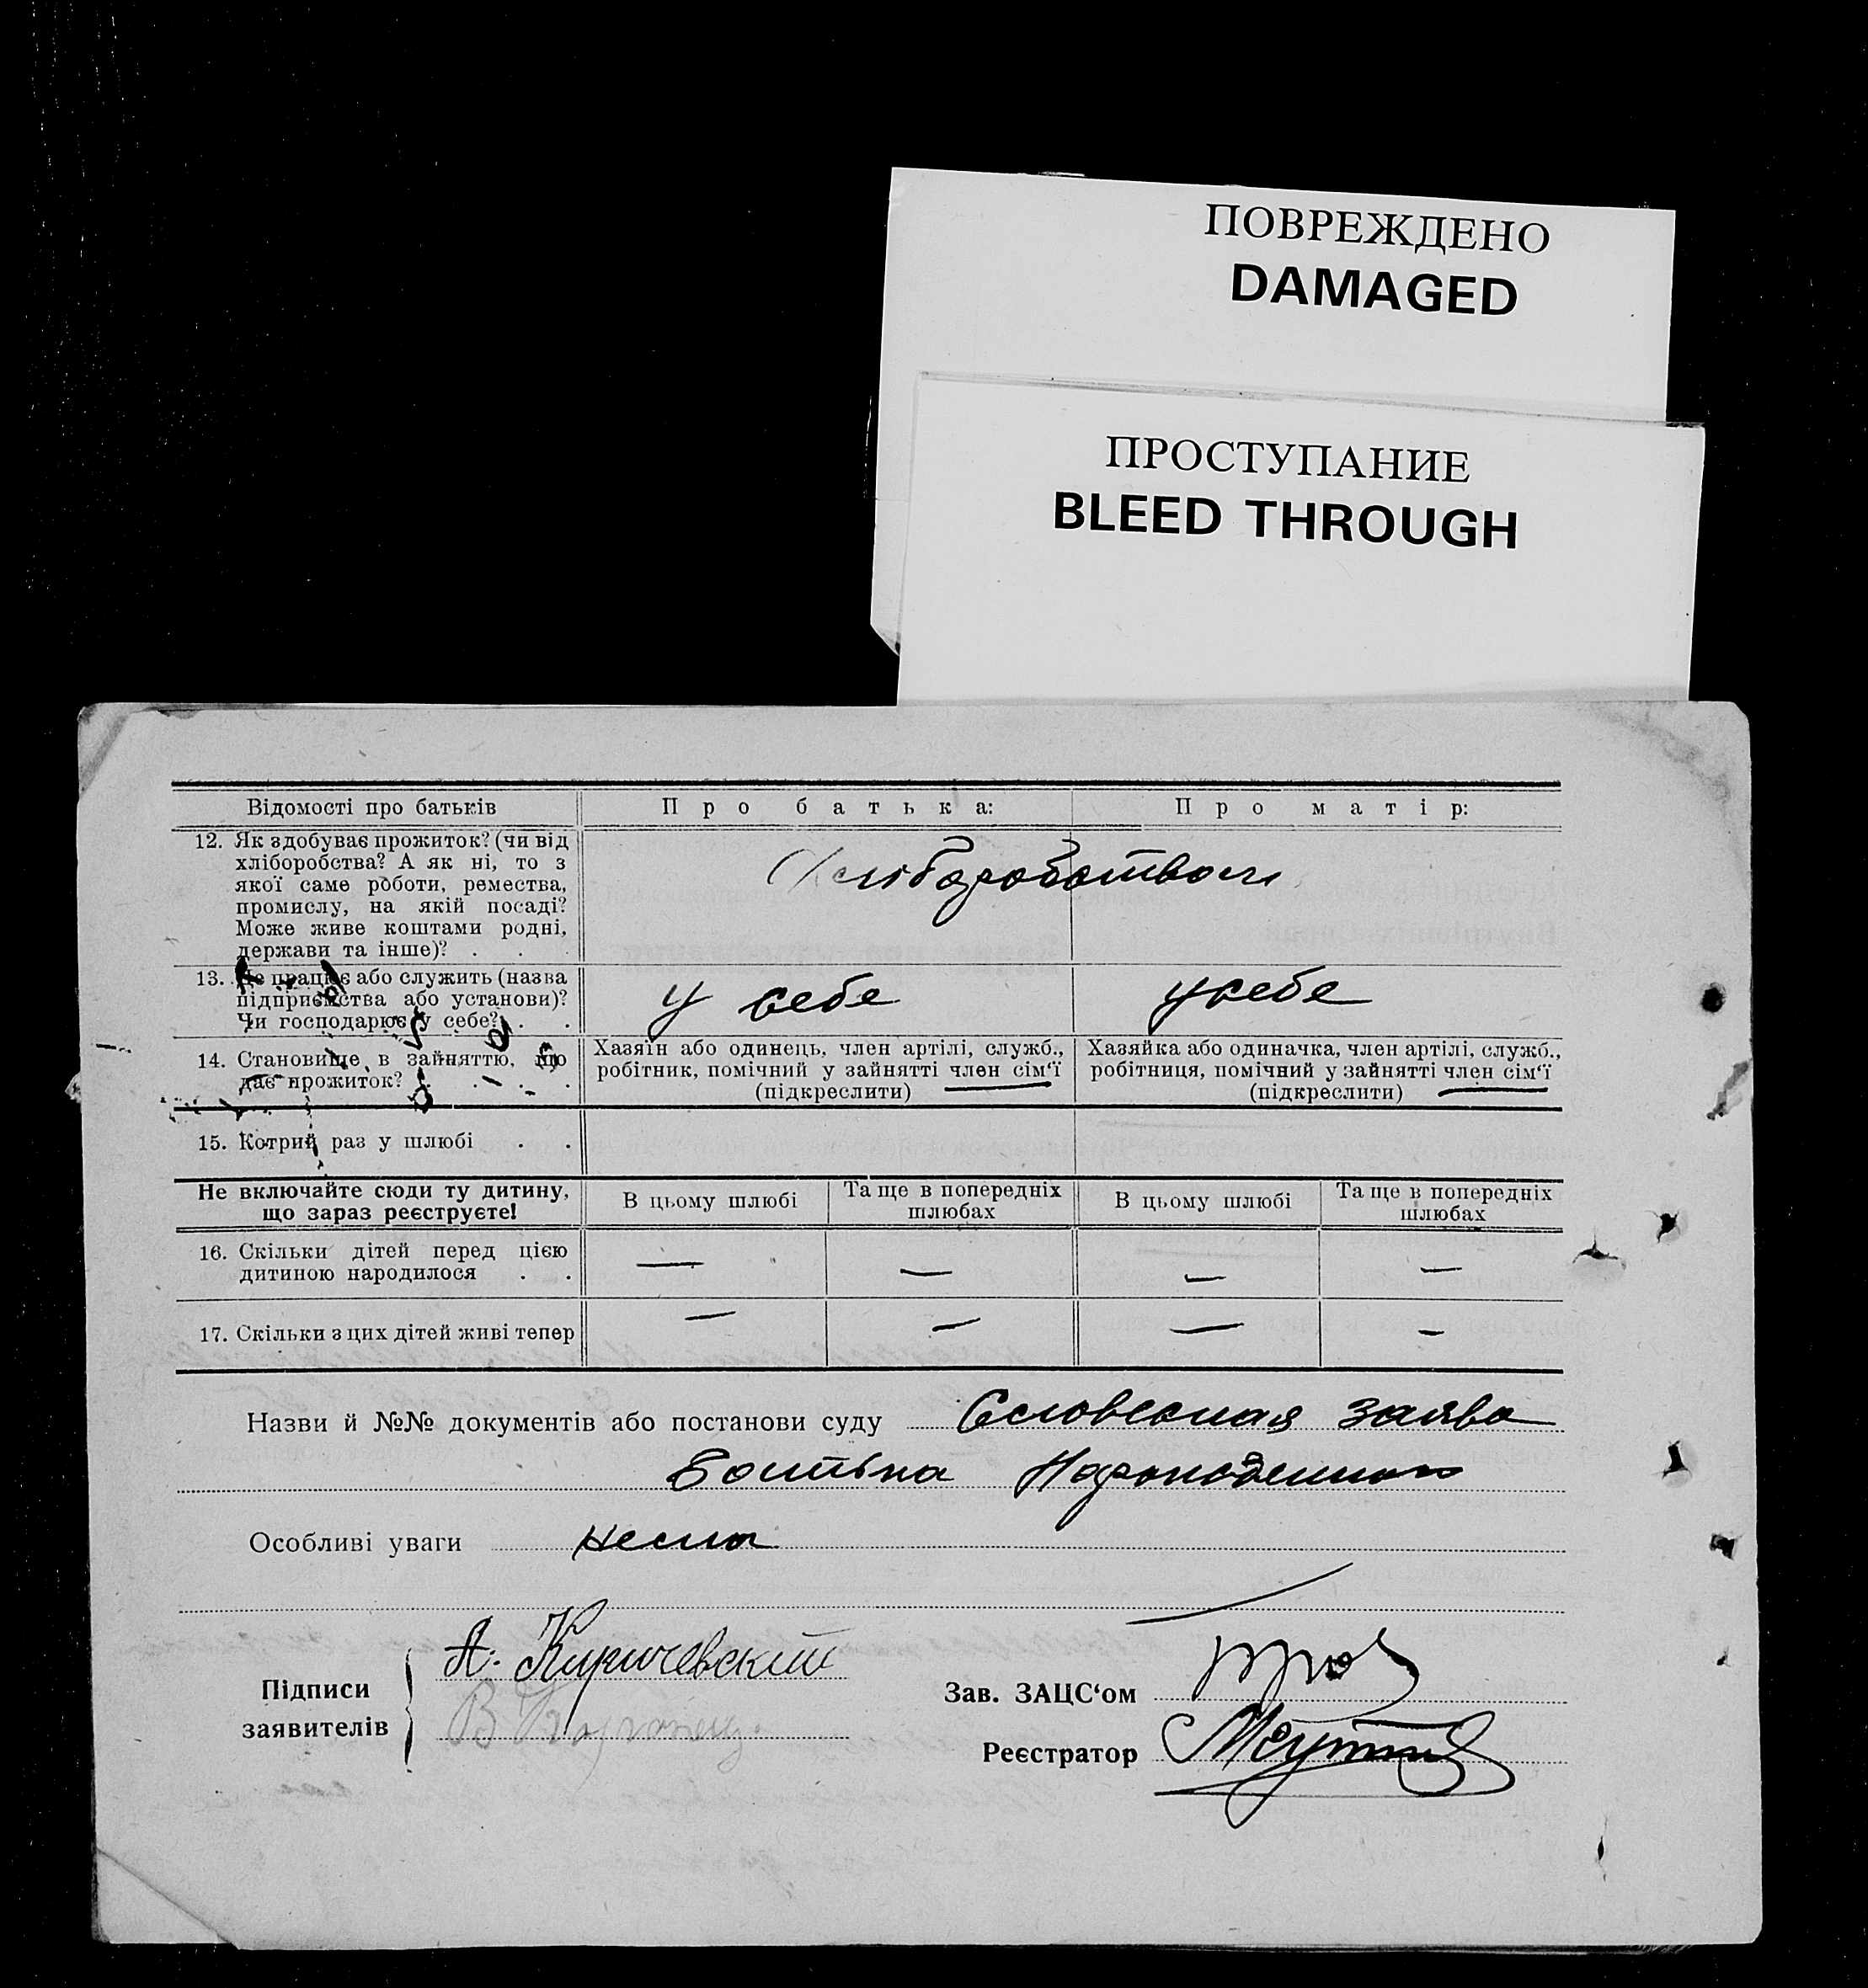 ПОВРЕЖДЕНО
DAMAGED
ПРОСТУПАНИЕ
BLEED THROUGH
Відомості про батьків
Про батька:
Про матір:
12. Як здобуває прожиток? (чи від
хліборобства? А як ні, то з
якої саме роботи, ремества,
промислу, на якій посаді?
Може живе коштами родні,
держави та інше)? . .
Хліборобством
13. Де працює або служить (назва
підприємства або установи)?
Чи господарює у себе? . .
у себе
у себе
14. Становище в зайняттю, що
дає прожиток? . . . .
Хазяїн або одинець, член артілі, служб.,
робітник, помічний у зайнятті член сім'ї
(підкреслити)
Хазяйка або одиначка, член артілі, служб.,
робітниця, помічний у зайнятті член сім'ї
(підкреслити)
15. Котрий раз у шлюбі . .
Не включайте сюди ту дитину,
що зараз реєструєте!
В цьому шлюбі
Та ще в попередніх
шлюбах
В цьому шлюбі
Та ще в попередніх
шлюбах
16. Скільки дітей перед цією
дитиною народилося . .
— — — —
17. Скільки з цих дітей живі тепер
— — — —
Назви й №№ документів або постанови суду Словесная заява
Батька
Особливі уваги
Підписи
заявителів
А. Киричевский
В
Зав. ЗАЦС'ом
Реєстратор